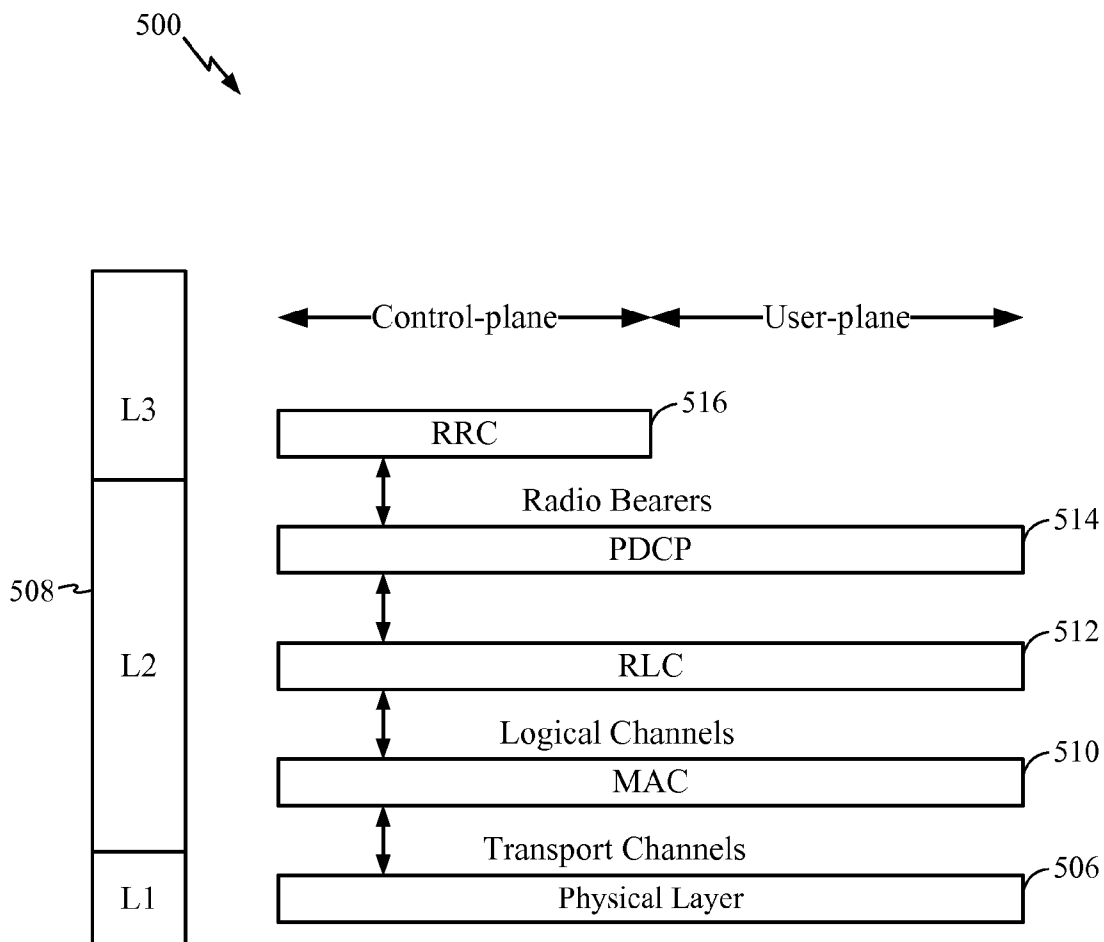 500
Control-plane User-plane
L3
516
RRC
Radio Bearers
514
PDCP
508
512
L2
RLC
Logical Channels
510
MAC
Transport Channels
506
L1
Physical Layer